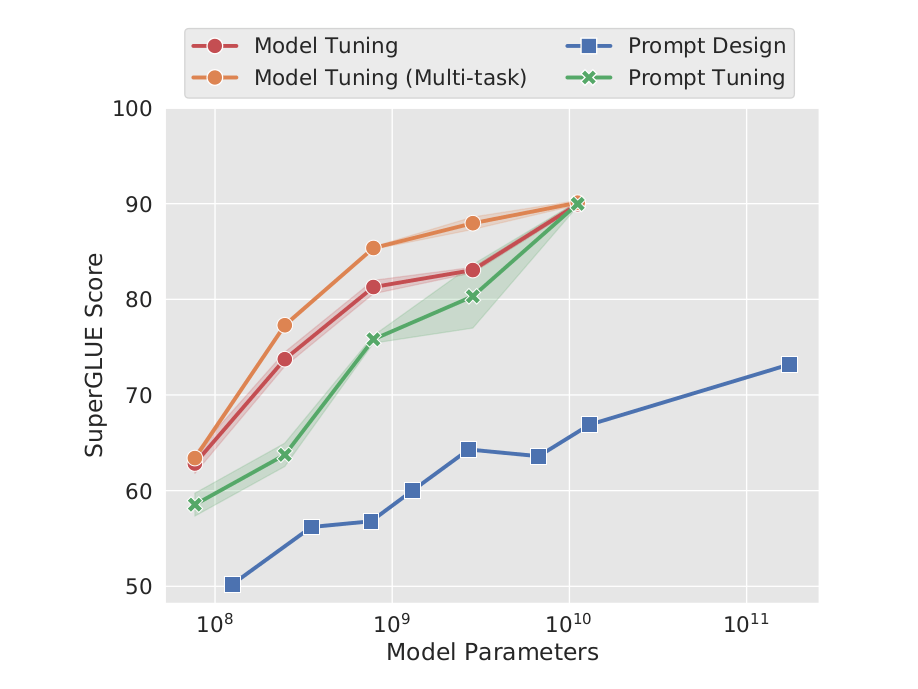 Model Tuning
Model Tuning (Multi-task)
Prompt Design
Prompt Tuning
100
90
80
70
60
50
SuperGLUE Score
10⁸
10⁹
10¹⁰
10¹¹
Model Parameters